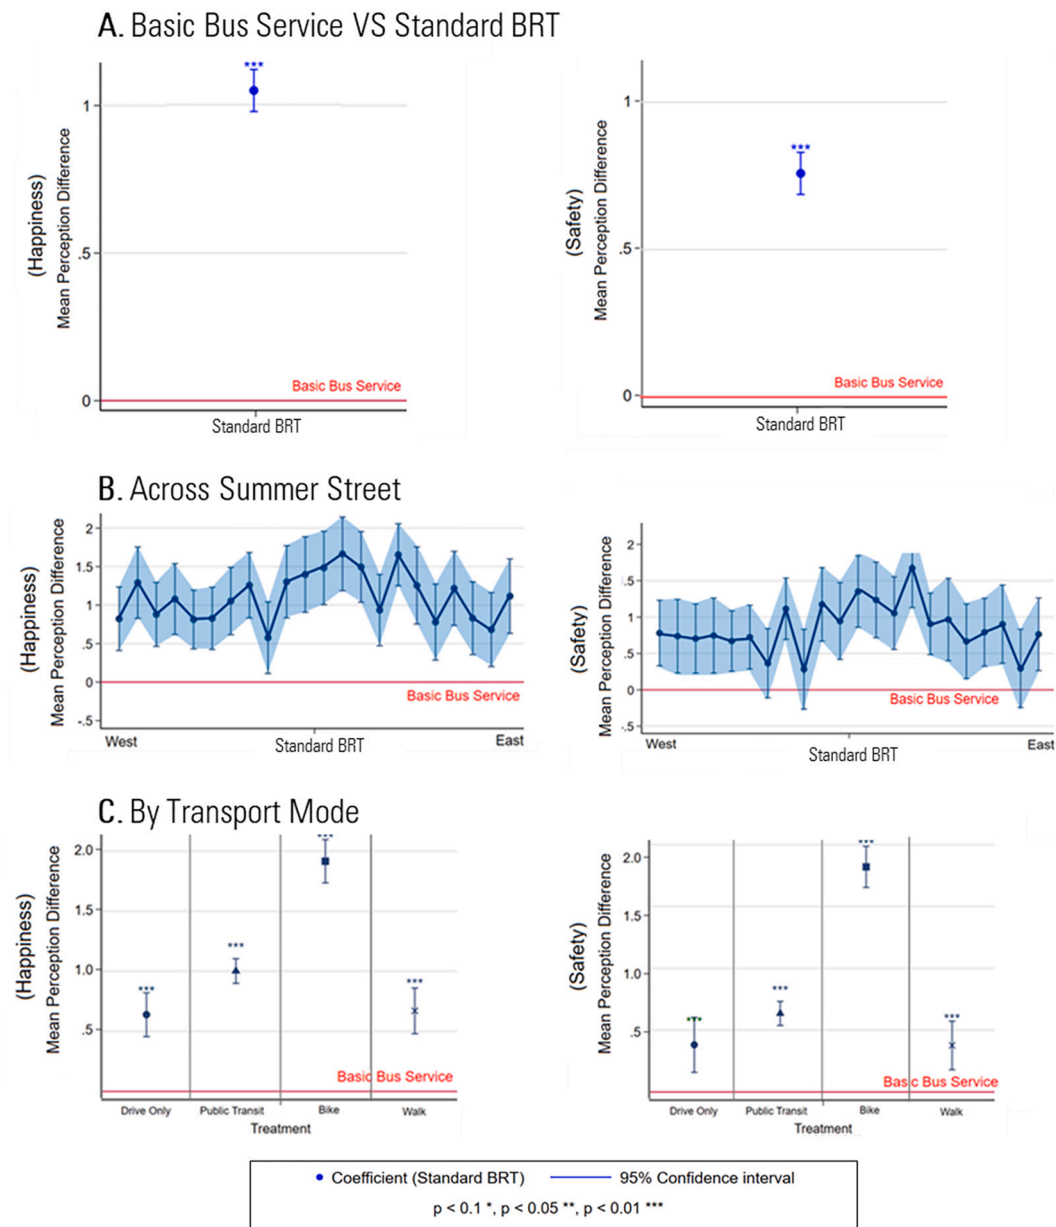 A. Basic Bus Service VS Standard BRT
(Happiness)
Mean Perception Difference
1
.5
0
***
Basic Bus Service
Standard BRT
(Safety)
Mean Perception Difference
1
.5
0
***
Basic Bus Service
Standard BRT
B. Across Summer Street
(Happiness)
Mean Perception Difference
2
1.5
1
.5
0
-.5
Basic Bus Service
West
Standard BRT
East
(Safety)
Mean Perception Difference
2
1.5
1
.5
0
-.5
Basic Bus Service
West
Standard BRT
East
C. By Transport Mode
(Happiness)
Mean Perception Difference
2.0
1.5
1.0
.5
***
***
***
***
Basic Bus Service
Drive Only
Public Transit
Bike
Walk
Treatment
(Safety)
Mean Perception Difference
2.0
1.5
1.0
.5
***
***
***
***
Basic Bus Service
Drive Only
Public Transit
Bike
Walk
Treatment
Coefficient (Standard BRT)
95% Confidence interval
p < 0.1 *, p < 0.05 **, p < 0.01 ***